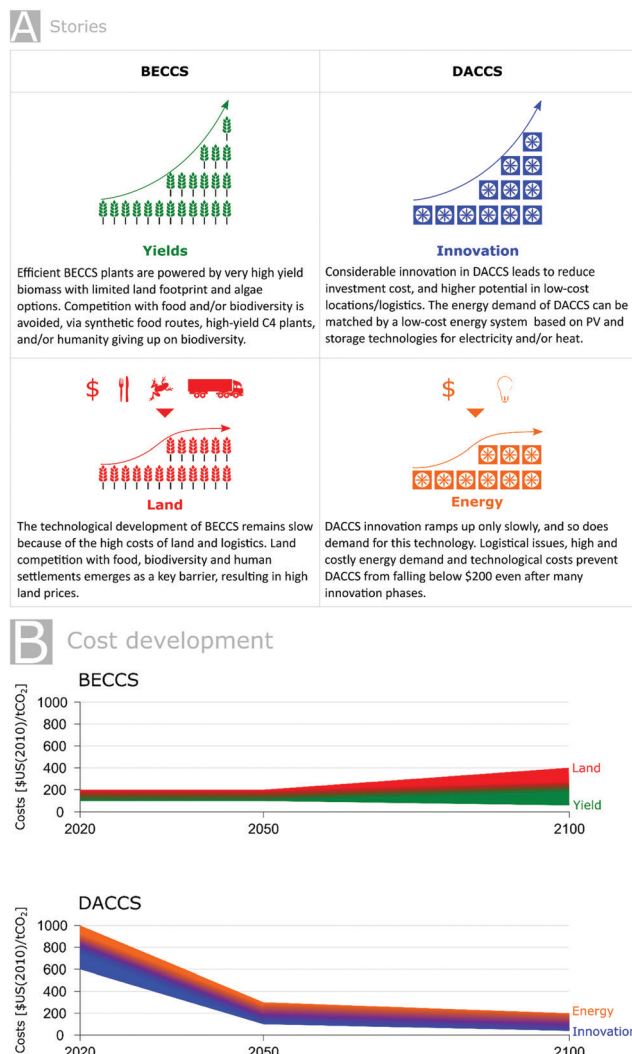 A Stories
BECCS
DACCS
Yields
Efficient BECCS plants are powered by very high yield
biomass with limited land footprint and algae
options. Competition with food and/or biodiversity is
avoided, via synthetic food routes, high-yield C4 plants,
and/or humanity giving up on biodiversity.
Innovation
Considerable innovation in DACCS leads to reduce
investment cost, and higher potential in low-cost
locations/logistics. The energy demand of DACCS can be
matched by a low-cost energy system based on PV and
storage technologies for electricity and/or heat.
$
Land
The technological development of BECCS remains slow
because of the high costs of land and logistics. Land
competition with food, biodiversity and human
settlements emerges as a key barrier, resulting in high
land prices.
$
Energy
DACCS innovation ramps up only slowly, and so does
demand for this technology. Logistical issues, high and
costly energy demand and technological costs prevent
DACCS from falling below $200 even after many
innovation phases.
B Cost development
BECCS
Costs [$US(2010)/tCO₂]
1000
800
600
400
200
0
2020
2050
2100
Land
Yield
DACCS
Costs [$US(2010)/tCO₂]
1000
800
600
400
200
0
2020
2050
2100
Energy
Innovation